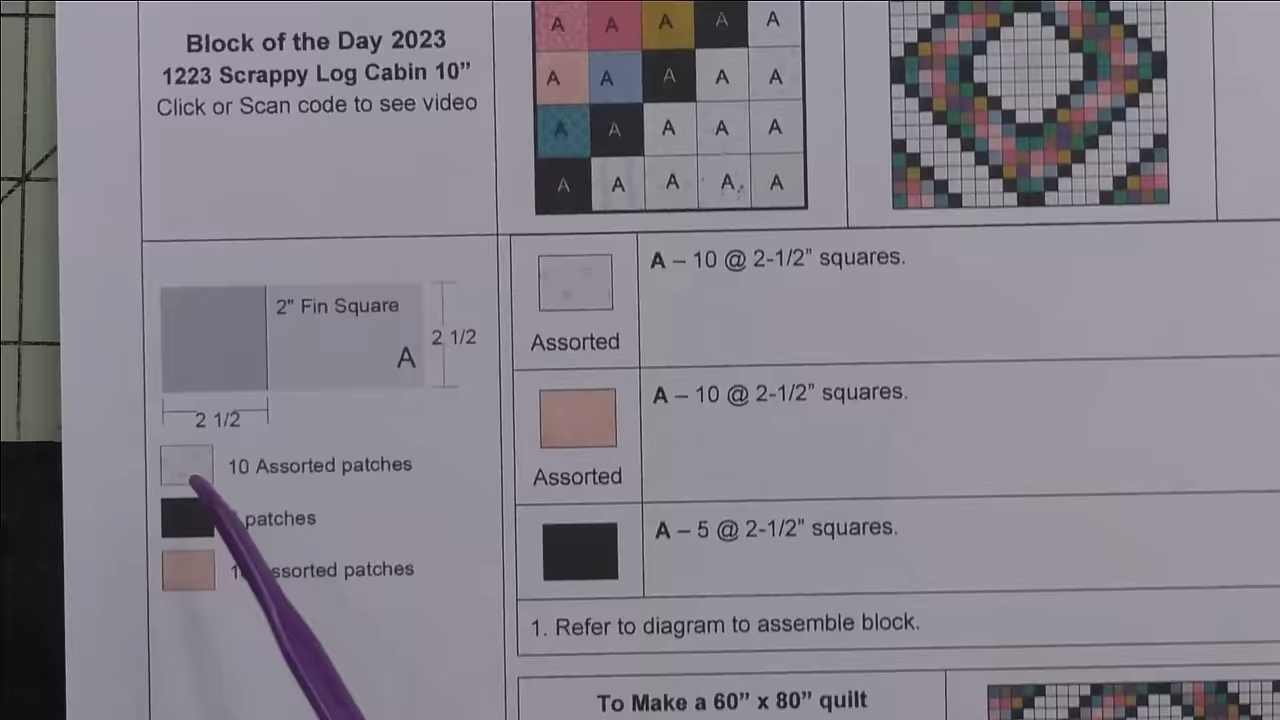 Block of the Day 2023
1223 Scrappy Log Cabin 10”
Click or Scan code to see video
A A A A A
A A A A A
A A A A A
A A A A A
2" Fin Square
A
2 1/2
2 1/2
10 Assorted patches
patches
assorted patches
Assorted
A – 10 @ 2-1/2” squares.
Assorted
A – 10 @ 2-1/2” squares.
A – 5 @ 2-1/2” squares.
1. Refer to diagram to assemble block.
To Make a 60” x 80” quilt